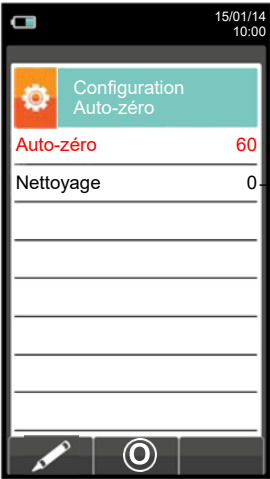 15/01/14
10:00
Configuration
Auto-zéro
Auto-zéro 60
Nettoyage 0
O